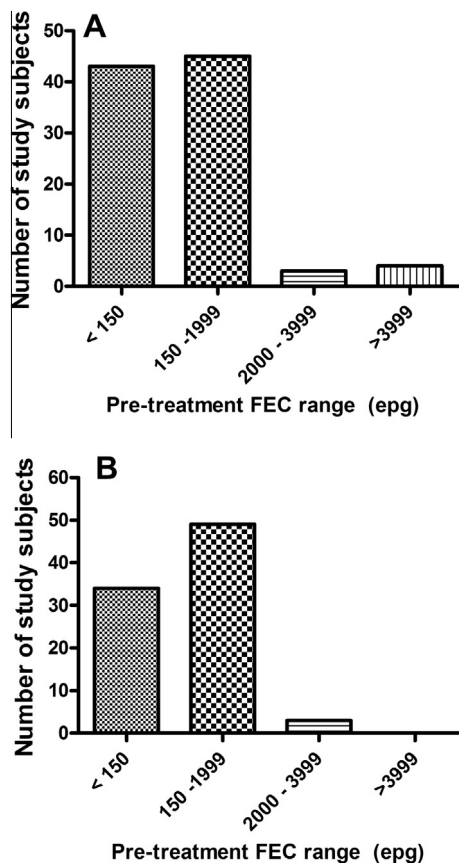 A
Number of study subjects
50
40
30
20
10
0
< 150
150 -1999
2000 - 3999
>3999
Pre-treatment FEC range (epg)
B
Number of study subjects
60
50
40
30
20
10
0
< 150
150 -1999
2000 - 3999
>3999
Pre-treatment FEC range (epg)